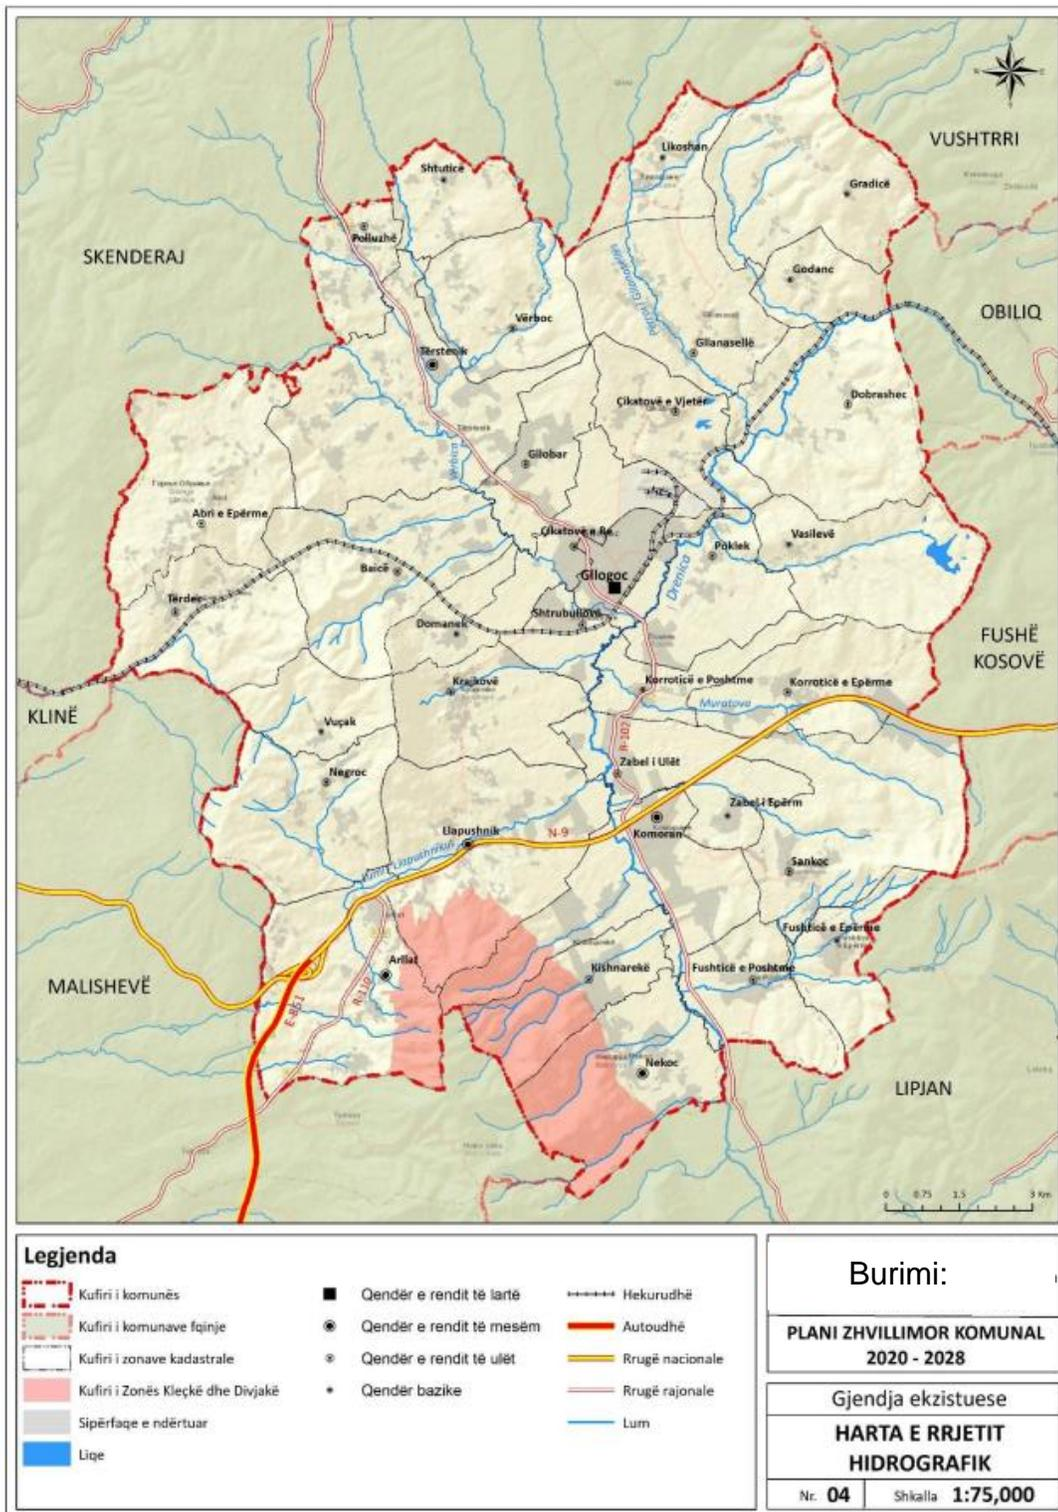 N
VUSHTRRI
Likoshan
Shtuticë
Gradicë
Polluzhë
SKENDERAJ
Godanc
OBILIQ
Vërboc
Gllanasellë
Tërstenik
Dobrashec
Çikatovë e Vjetër
Verbica
Gllobar
Abri e Epërme
Çikatovë e Re
Vasilevë
Poklek
Baicë
Gllogoc
Drenica
Tërdec
Shtrubullovë
Domanek
FUSHË
KOSOVË
Krajkovë
Korroticë e Poshtme
Korroticë e Epërme
Muratova
KLINË
Vuçak
R-102
Negroc
Zabel i Ulët
Zabel i Epërm
Llapushnik
N-9
Komoran
Sankoc
Fushticë e Epërme
Arllat
Kishnarekë
Fushticë e Poshtme
MALISHEVË
R-110
E-851
Nekoc
LIPJAN
0 0.75 1.5 3 Km
Legjenda
Kufiri i komunës
Kufiri i komunave fqinje
Kufiri i zonave kadastrale
Kufiri i Zonës Kleçkë dhe Divjakë
Sipërfaqe e ndërtuar
Liqe
Qendër e rendit të lartë
Qendër e rendit të mesëm
Qendër e rendit të ulët
Qendër bazike
Hekurudhë
Autoudhë
Rrugë nacionale
Rrugë rajonale
Lum
Burimi:
PLANI ZHVILLIMOR KOMUNAL
2020 - 2028
Gjendja ekzistuese
HARTA E RRJETIT
HIDROGRAFIK
Nr. 04 Shkalla 1:75,000